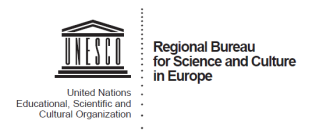 UNESCO
United Nations
Educational, Scientific and
Cultural Organization
Regional Bureau
for Science and Culture
in Europe